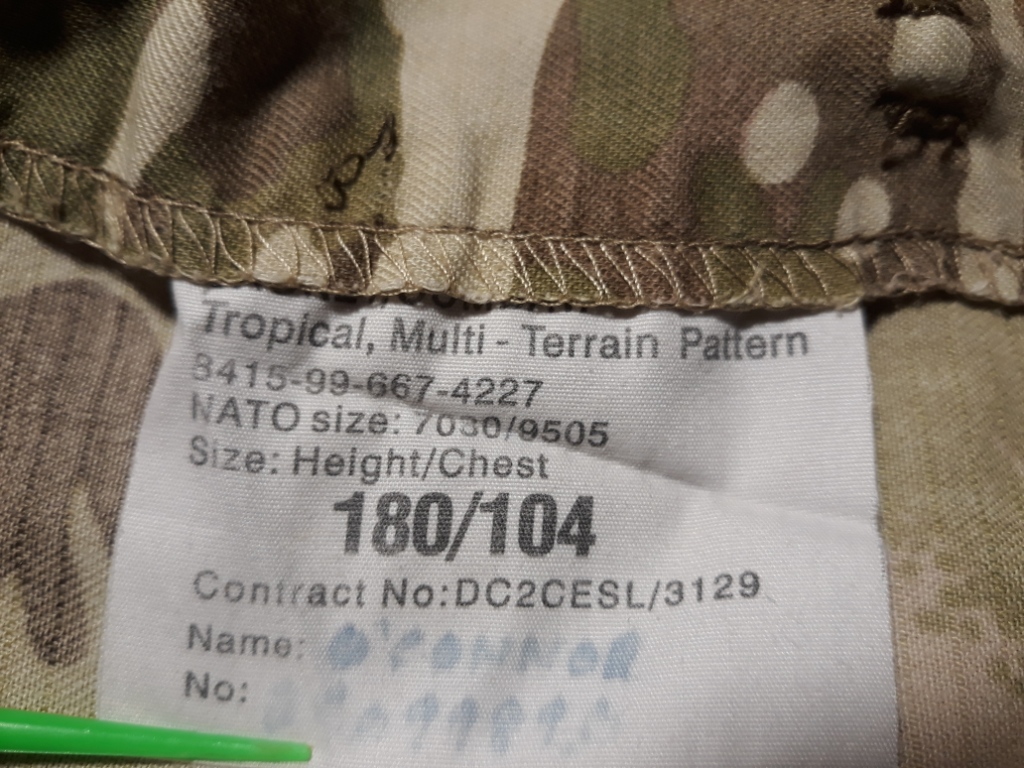 Tropical, Multi - Terrain Pattern
8415-99-667-4227
NATO size: 7080/9505
Size: Height/Chest
180/104
Contract No:DC2CESL/3129
Name: O'CONNOR
No: